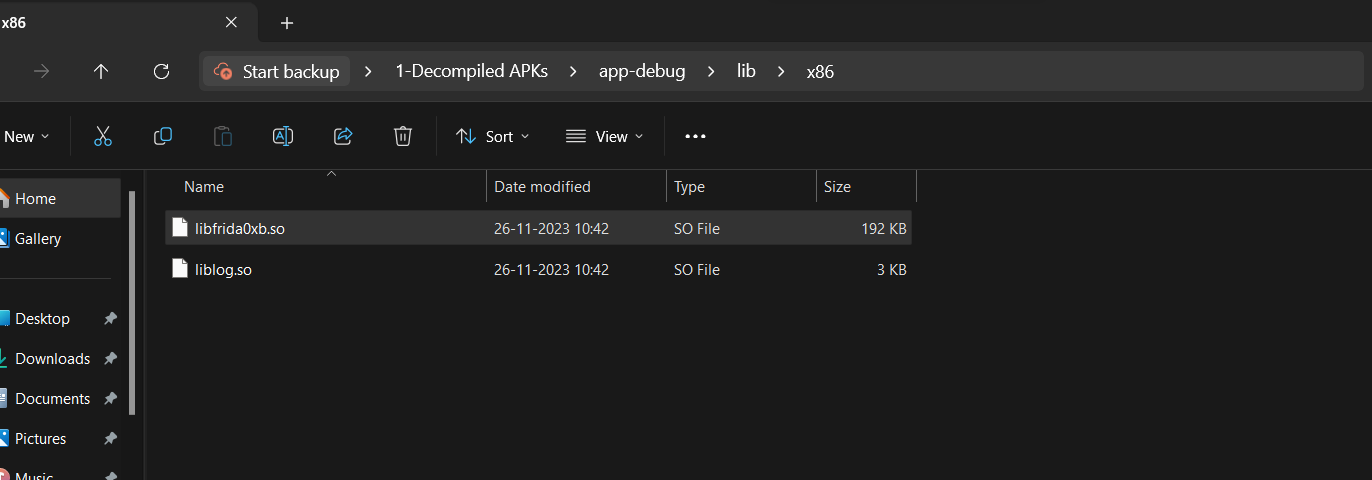 x86
Start backup > 1-Decompiled APKs > app-debug > lib > x86
New Sort View
Name Date modified Type Size
Home
Gallery
Desktop
Downloads
Documents
Pictures
Music
libfrida0xb.so 26-11-2023 10:42 SO File 192 KB
liblog.so 26-11-2023 10:42 SO File 3 KB